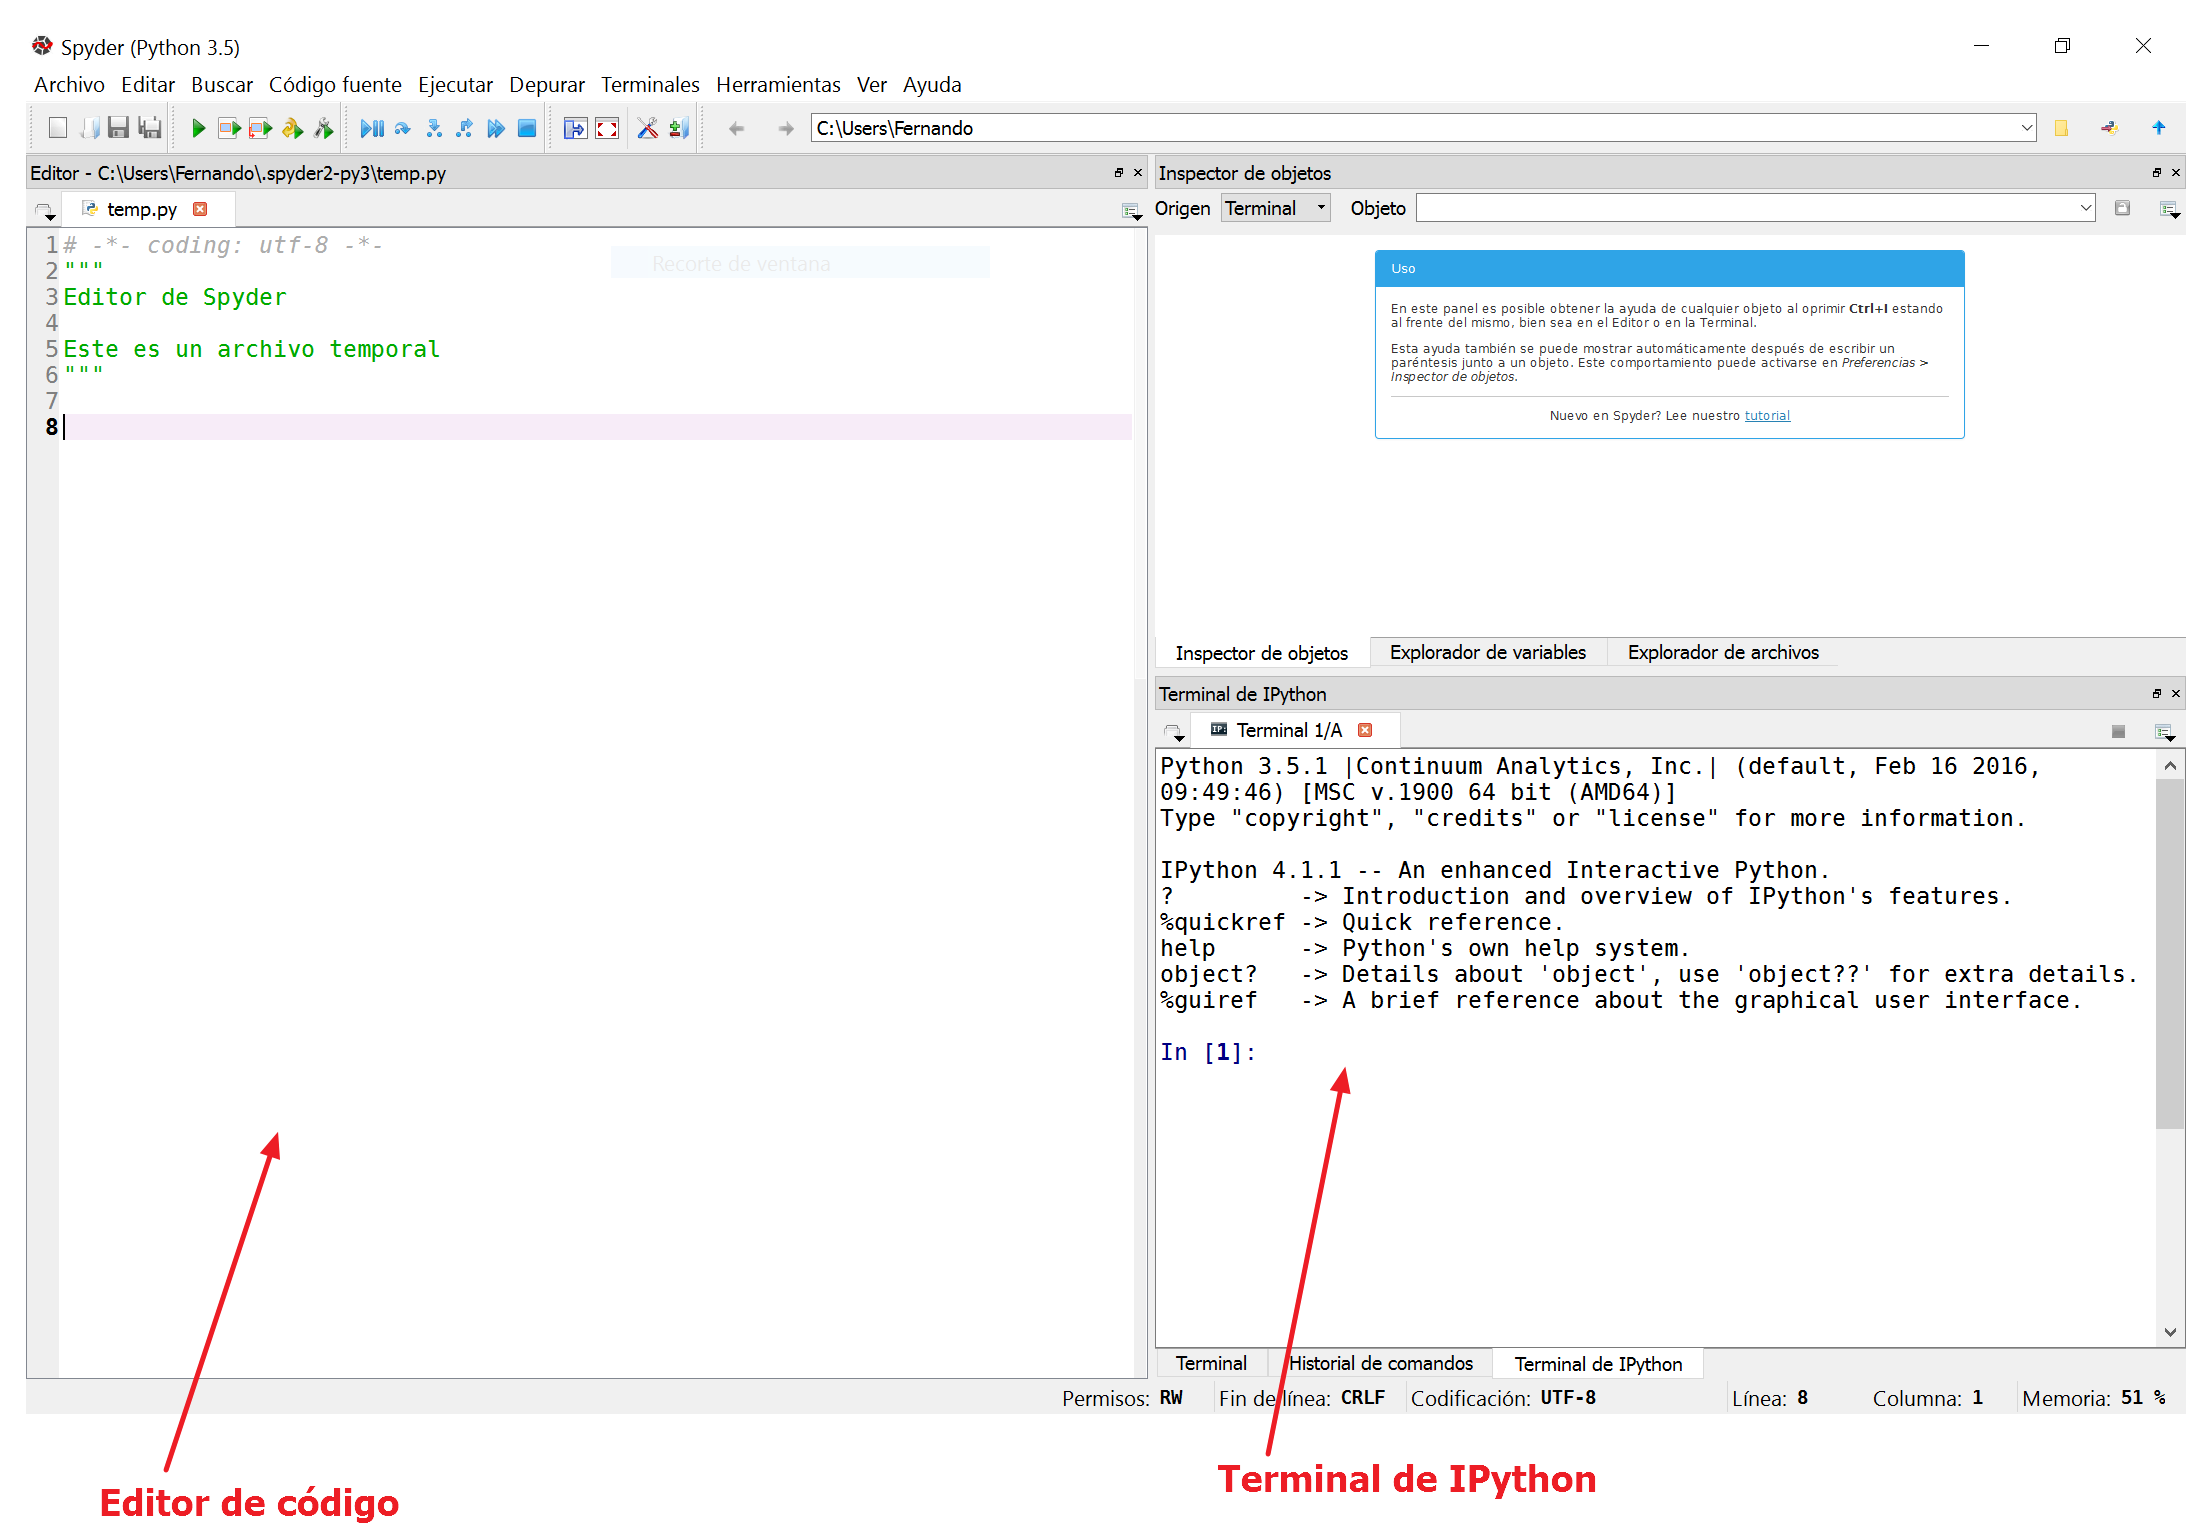 Spyder (Python 3.5)
Archivo Editar Buscar Código fuente Ejecutar Depurar Terminales Herramientas Ver Ayuda
C:\Users\Fernando
Editor - C:\Users\Fernando\.spyder2-py3\temp.py
temp.py
1 # -*- coding: utf-8 -*-
2 """
3 Editor de Spyder
4
5 Este es un archivo temporal
6 """
7
8
Recorte de ventana
Inspector de objetos
Origen Terminal Objeto
Uso
En este panel es posible obtener la ayuda de cualquier objeto al oprimir Ctrl+I estando
al frente del mismo, bien sea en el Editor o en la Terminal.
Esta ayuda también se puede mostrar automáticamente después de escribir un
paréntesis junto a un objeto. Este comportamiento puede activarse en Preferencias >
Inspector de objetos.
Nuevo en Spyder? Lee nuestro tutorial
Inspector de objetos Explorador de variables Explorador de archivos
Terminal de IPython
IP: Terminal 1/A
Python 3.5.1 |Continuum Analytics, Inc.| (default, Feb 16 2016,
09:49:46) [MSC v.1900 64 bit (AMD64)]
Type "copyright", "credits" or "license" for more information.
IPython 4.1.1 -- An enhanced Interactive Python.
? -> Introduction and overview of IPython's features.
%quickref -> Quick reference.
help -> Python's own help system.
object? -> Details about 'object', use 'object??' for extra details.
%guiref -> A brief reference about the graphical user interface.
In [1]:
Terminal Historial de comandos Terminal de IPython
Permisos: RW Fin de línea: CRLF Codificación: UTF-8 Línea: 8 Columna: 1 Memoria: 51 %
Editor de código
Terminal de IPython